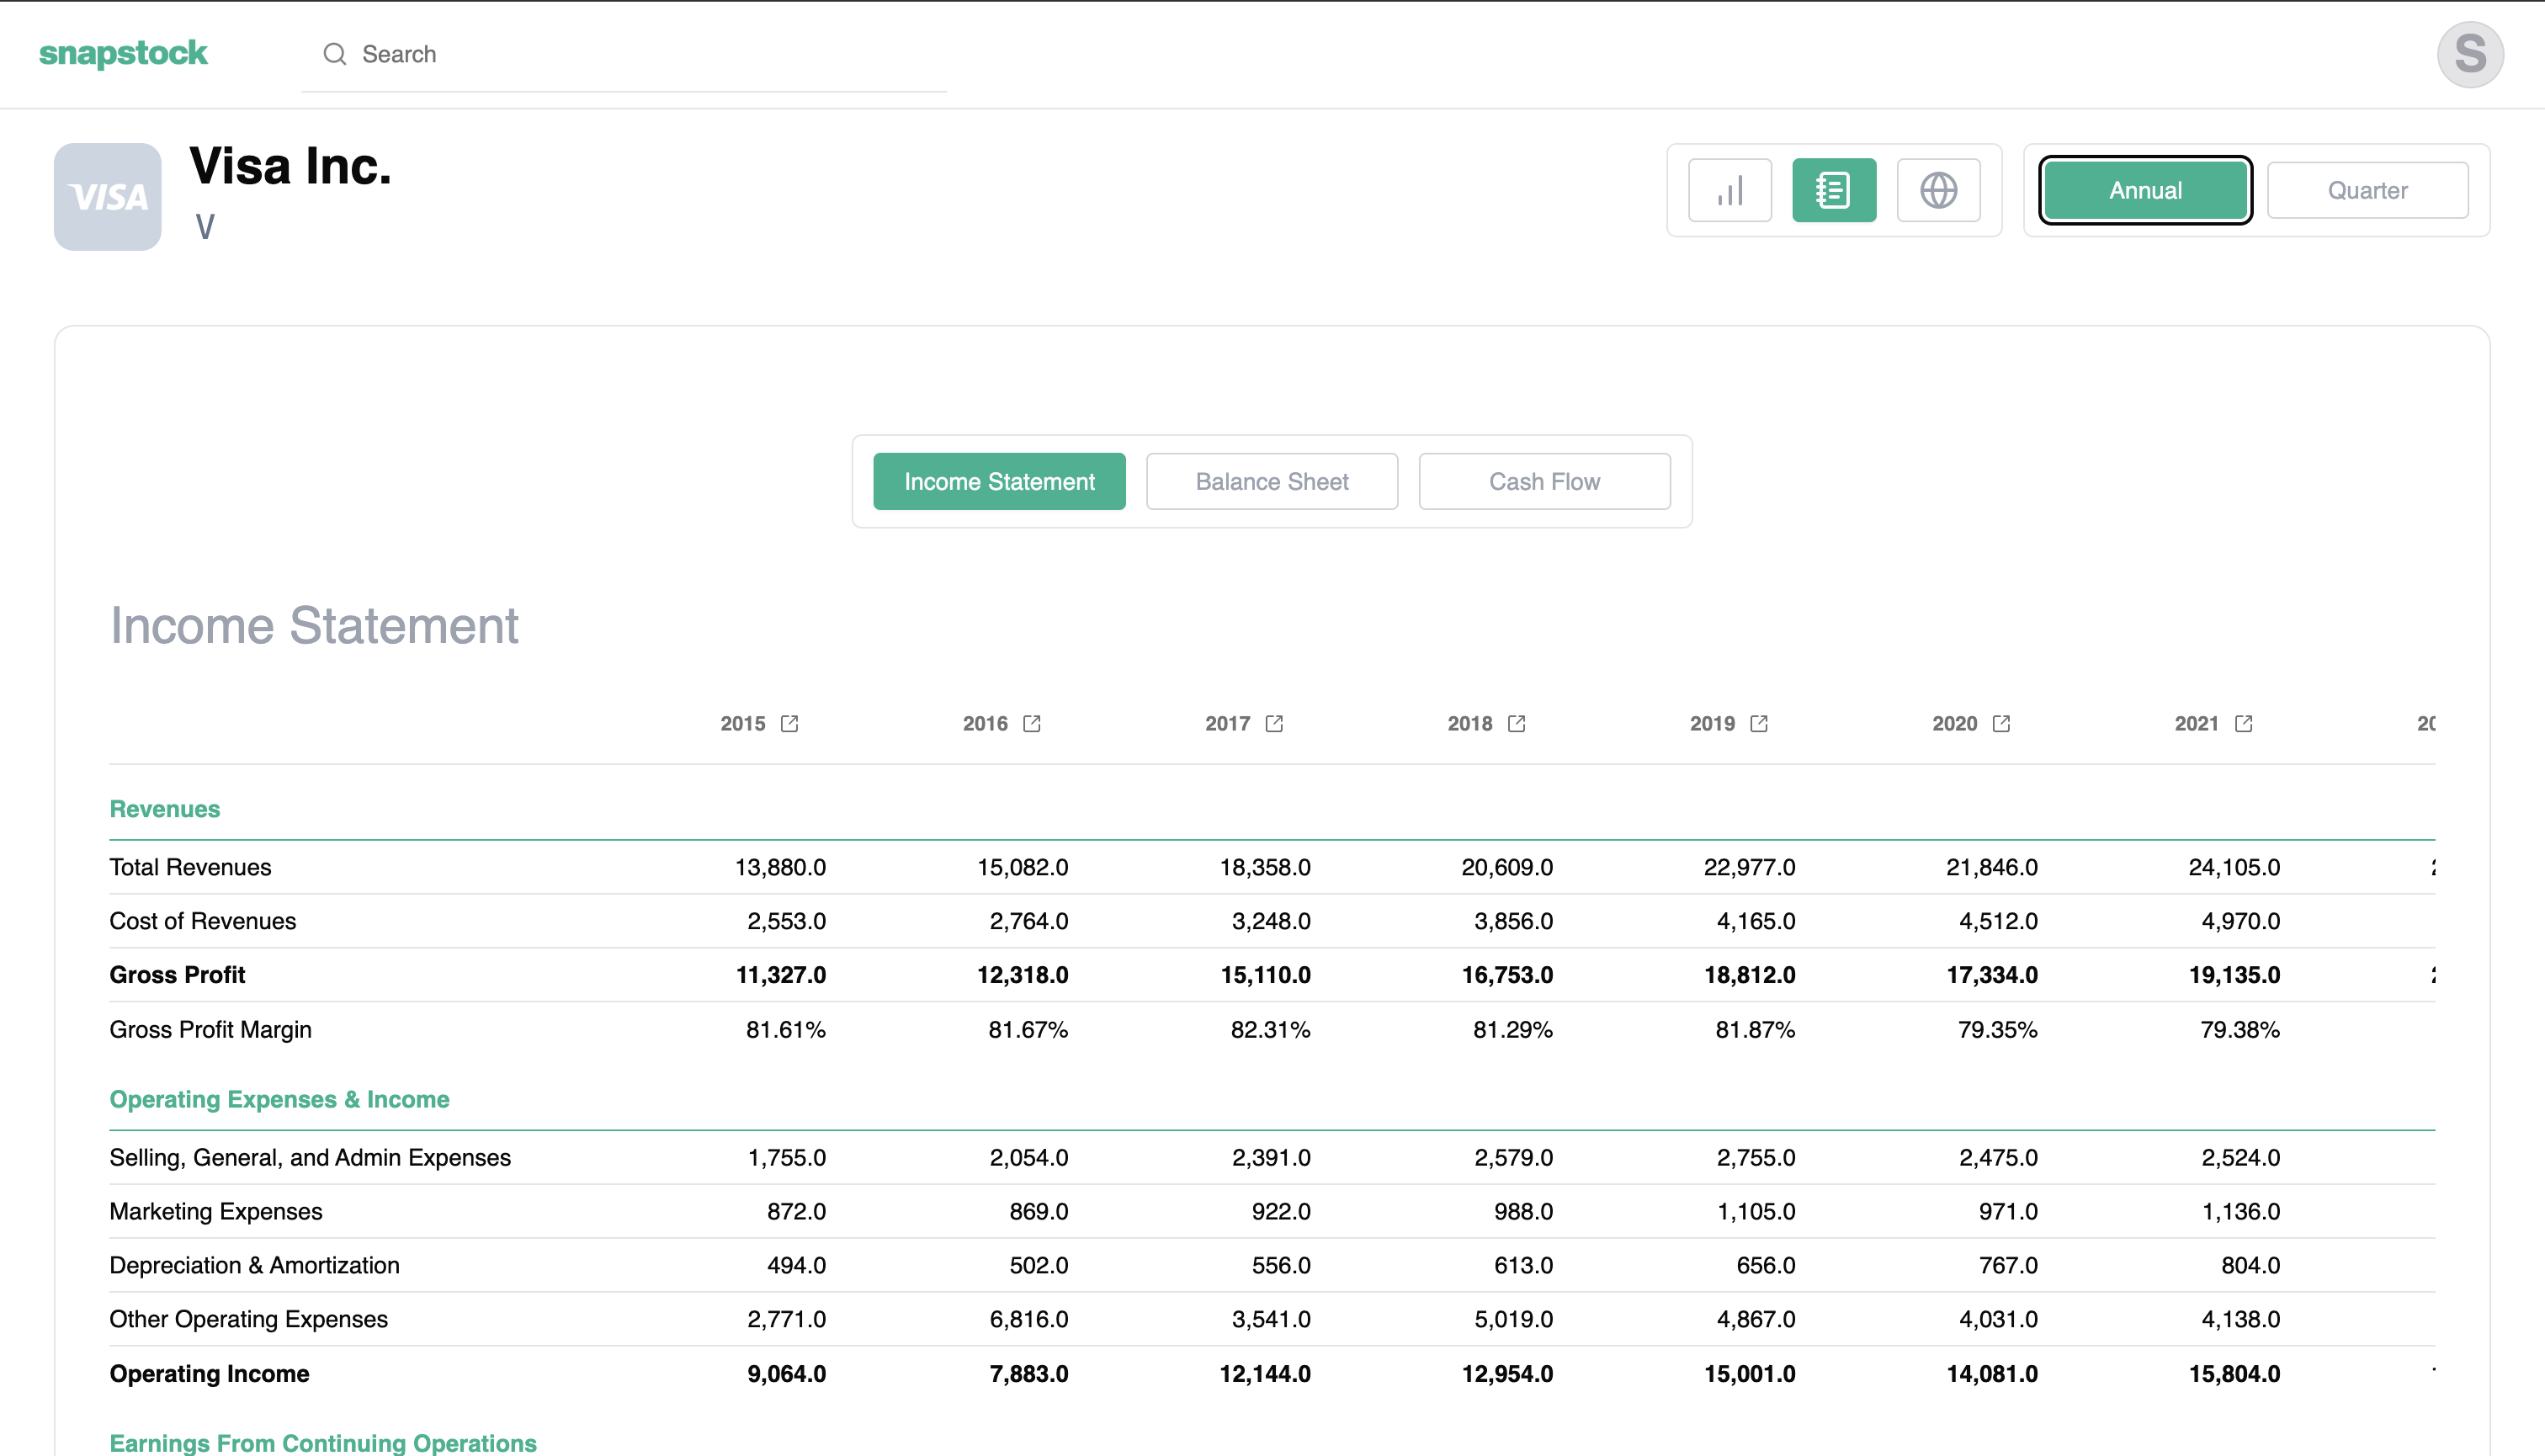 snapstock Search S
VISA Visa Inc.
V
Annual Quarter
Income Statement Balance Sheet Cash Flow
Income Statement
2015 2016 2017 2018 2019 2020 2021
Revenues
Total Revenues 13,880.0 15,082.0 18,358.0 20,609.0 22,977.0 21,846.0 24,105.0
Cost of Revenues 2,553.0 2,764.0 3,248.0 3,856.0 4,165.0 4,512.0 4,970.0
Gross Profit 11,327.0 12,318.0 15,110.0 16,753.0 18,812.0 17,334.0 19,135.0
Gross Profit Margin 81.61% 81.67% 82.31% 81.29% 81.87% 79.35% 79.38%
Operating Expenses & Income
Selling, General, and Admin Expenses 1,755.0 2,054.0 2,391.0 2,579.0 2,755.0 2,475.0 2,524.0
Marketing Expenses 872.0 869.0 922.0 988.0 1,105.0 971.0 1,136.0
Depreciation & Amortization 494.0 502.0 556.0 613.0 656.0 767.0 804.0
Other Operating Expenses 2,771.0 6,816.0 3,541.0 5,019.0 4,867.0 4,031.0 4,138.0
Operating Income 9,064.0 7,883.0 12,144.0 12,954.0 15,001.0 14,081.0 15,804.0
Earnings From Continuing Operations